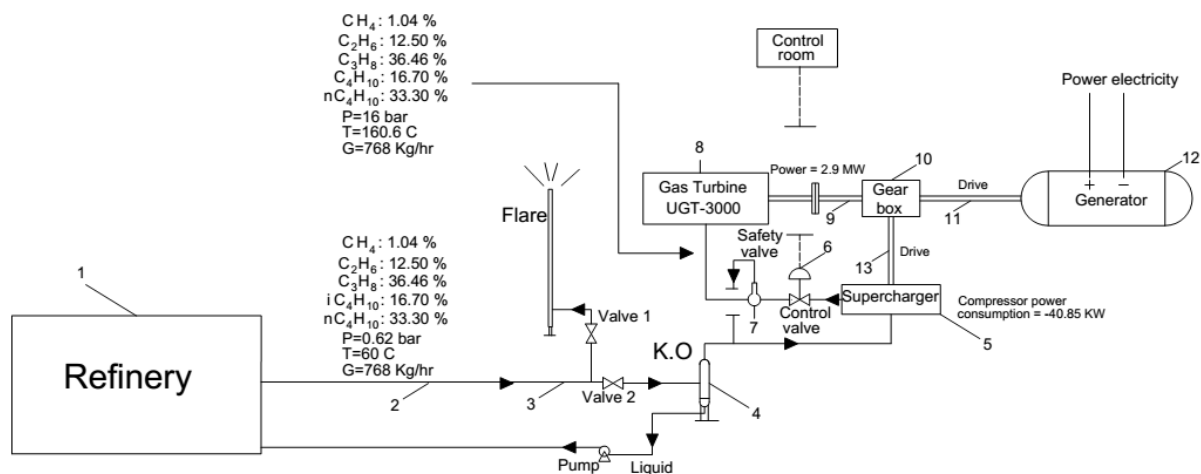 CH4: 1.04 %
C2H6: 12.50 %
C3H8: 36.46 %
C4H10: 16.70 %
nC4H10: 33.30 %
P=16 bar
T=160.6 C
G=768 Kg/hr
Control
room
Power electricity
8
Power = 2.9 MW
10
12
Gas Turbine
UGT-3000
Gear
box
Drive
+ −
Generator
9
11
Flare
Safety
valve
6
13
Drive
CH4: 1.04 %
C2H6: 12.50 %
C3H8: 36.46 %
i C4H10: 16.70 %
nC4H10: 33.30 %
P=0.62 bar
T=60 C
G=768 Kg/hr
1
Refinery
Valve 1
7
Control
valve
Supercharger
Compressor power
consumption = -40.85 KW
5
K.O
2
3
Valve 2
4
Pump
Liquid